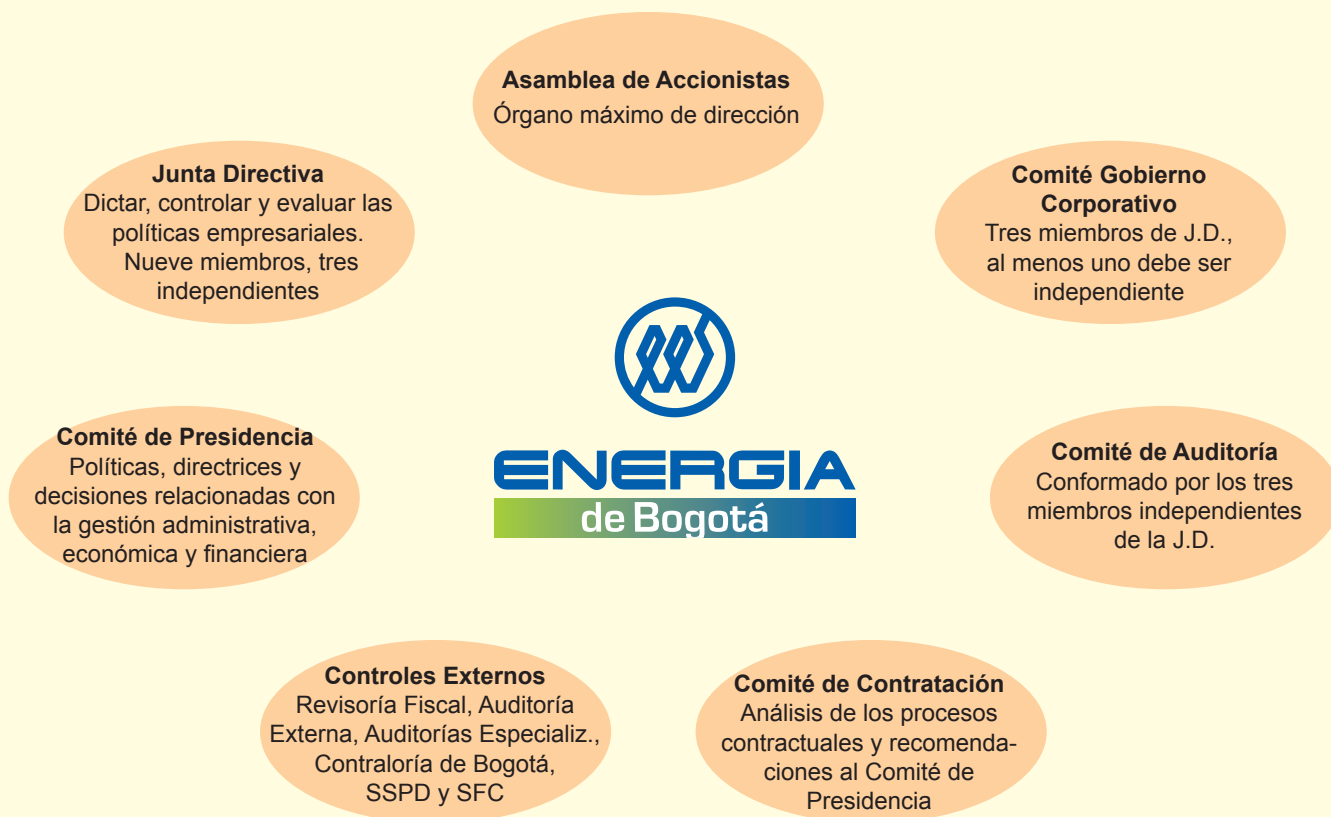 Asamblea de Accionistas
Órgano máximo de dirección
Junta Directiva
Dictar, controlar y evaluar las
políticas empresariales.
Nueve miembros, tres
independientes
Comité Gobierno
Corporativo
Tres miembros de J.D.,
al menos uno debe ser
independiente
ENERGIA
de Bogotá
Comité de Presidencia
Políticas, directrices y
decisiones relacionadas con
la gestión administrativa,
económica y financiera
Comité de Auditoría
Conformado por los tres
miembros independientes
de la J.D.
Controles Externos
Revisoría Fiscal, Auditoría
Externa, Auditorías Especializ.,
Contraloría de Bogotá,
SSPD y SFC
Comité de Contratación
Análisis de los procesos
contractuales y recomenda-
ciones al Comité de
Presidencia